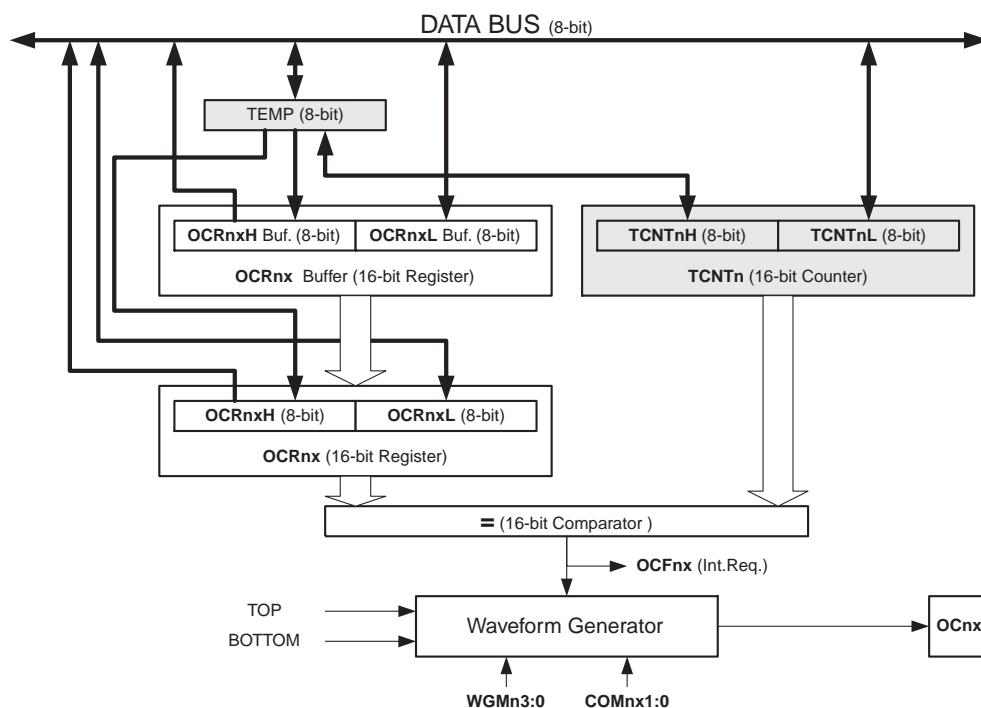 DATA BUS (8-bit)
TEMP (8-bit)
OCRnxH Buf. (8-bit)
OCRnxL Buf. (8-bit)
OCRnx Buffer (16-bit Register)
TCNTnH (8-bit)
TCNTnL (8-bit)
TCNTn (16-bit Counter)
OCRnxH (8-bit)
OCRnxL (8-bit)
OCRnx (16-bit Register)
= (16-bit Comparator )
OCFnx (Int.Req.)
TOP
BOTTOM
Waveform Generator
OCnx
WGMn3:0
COMnx1:0